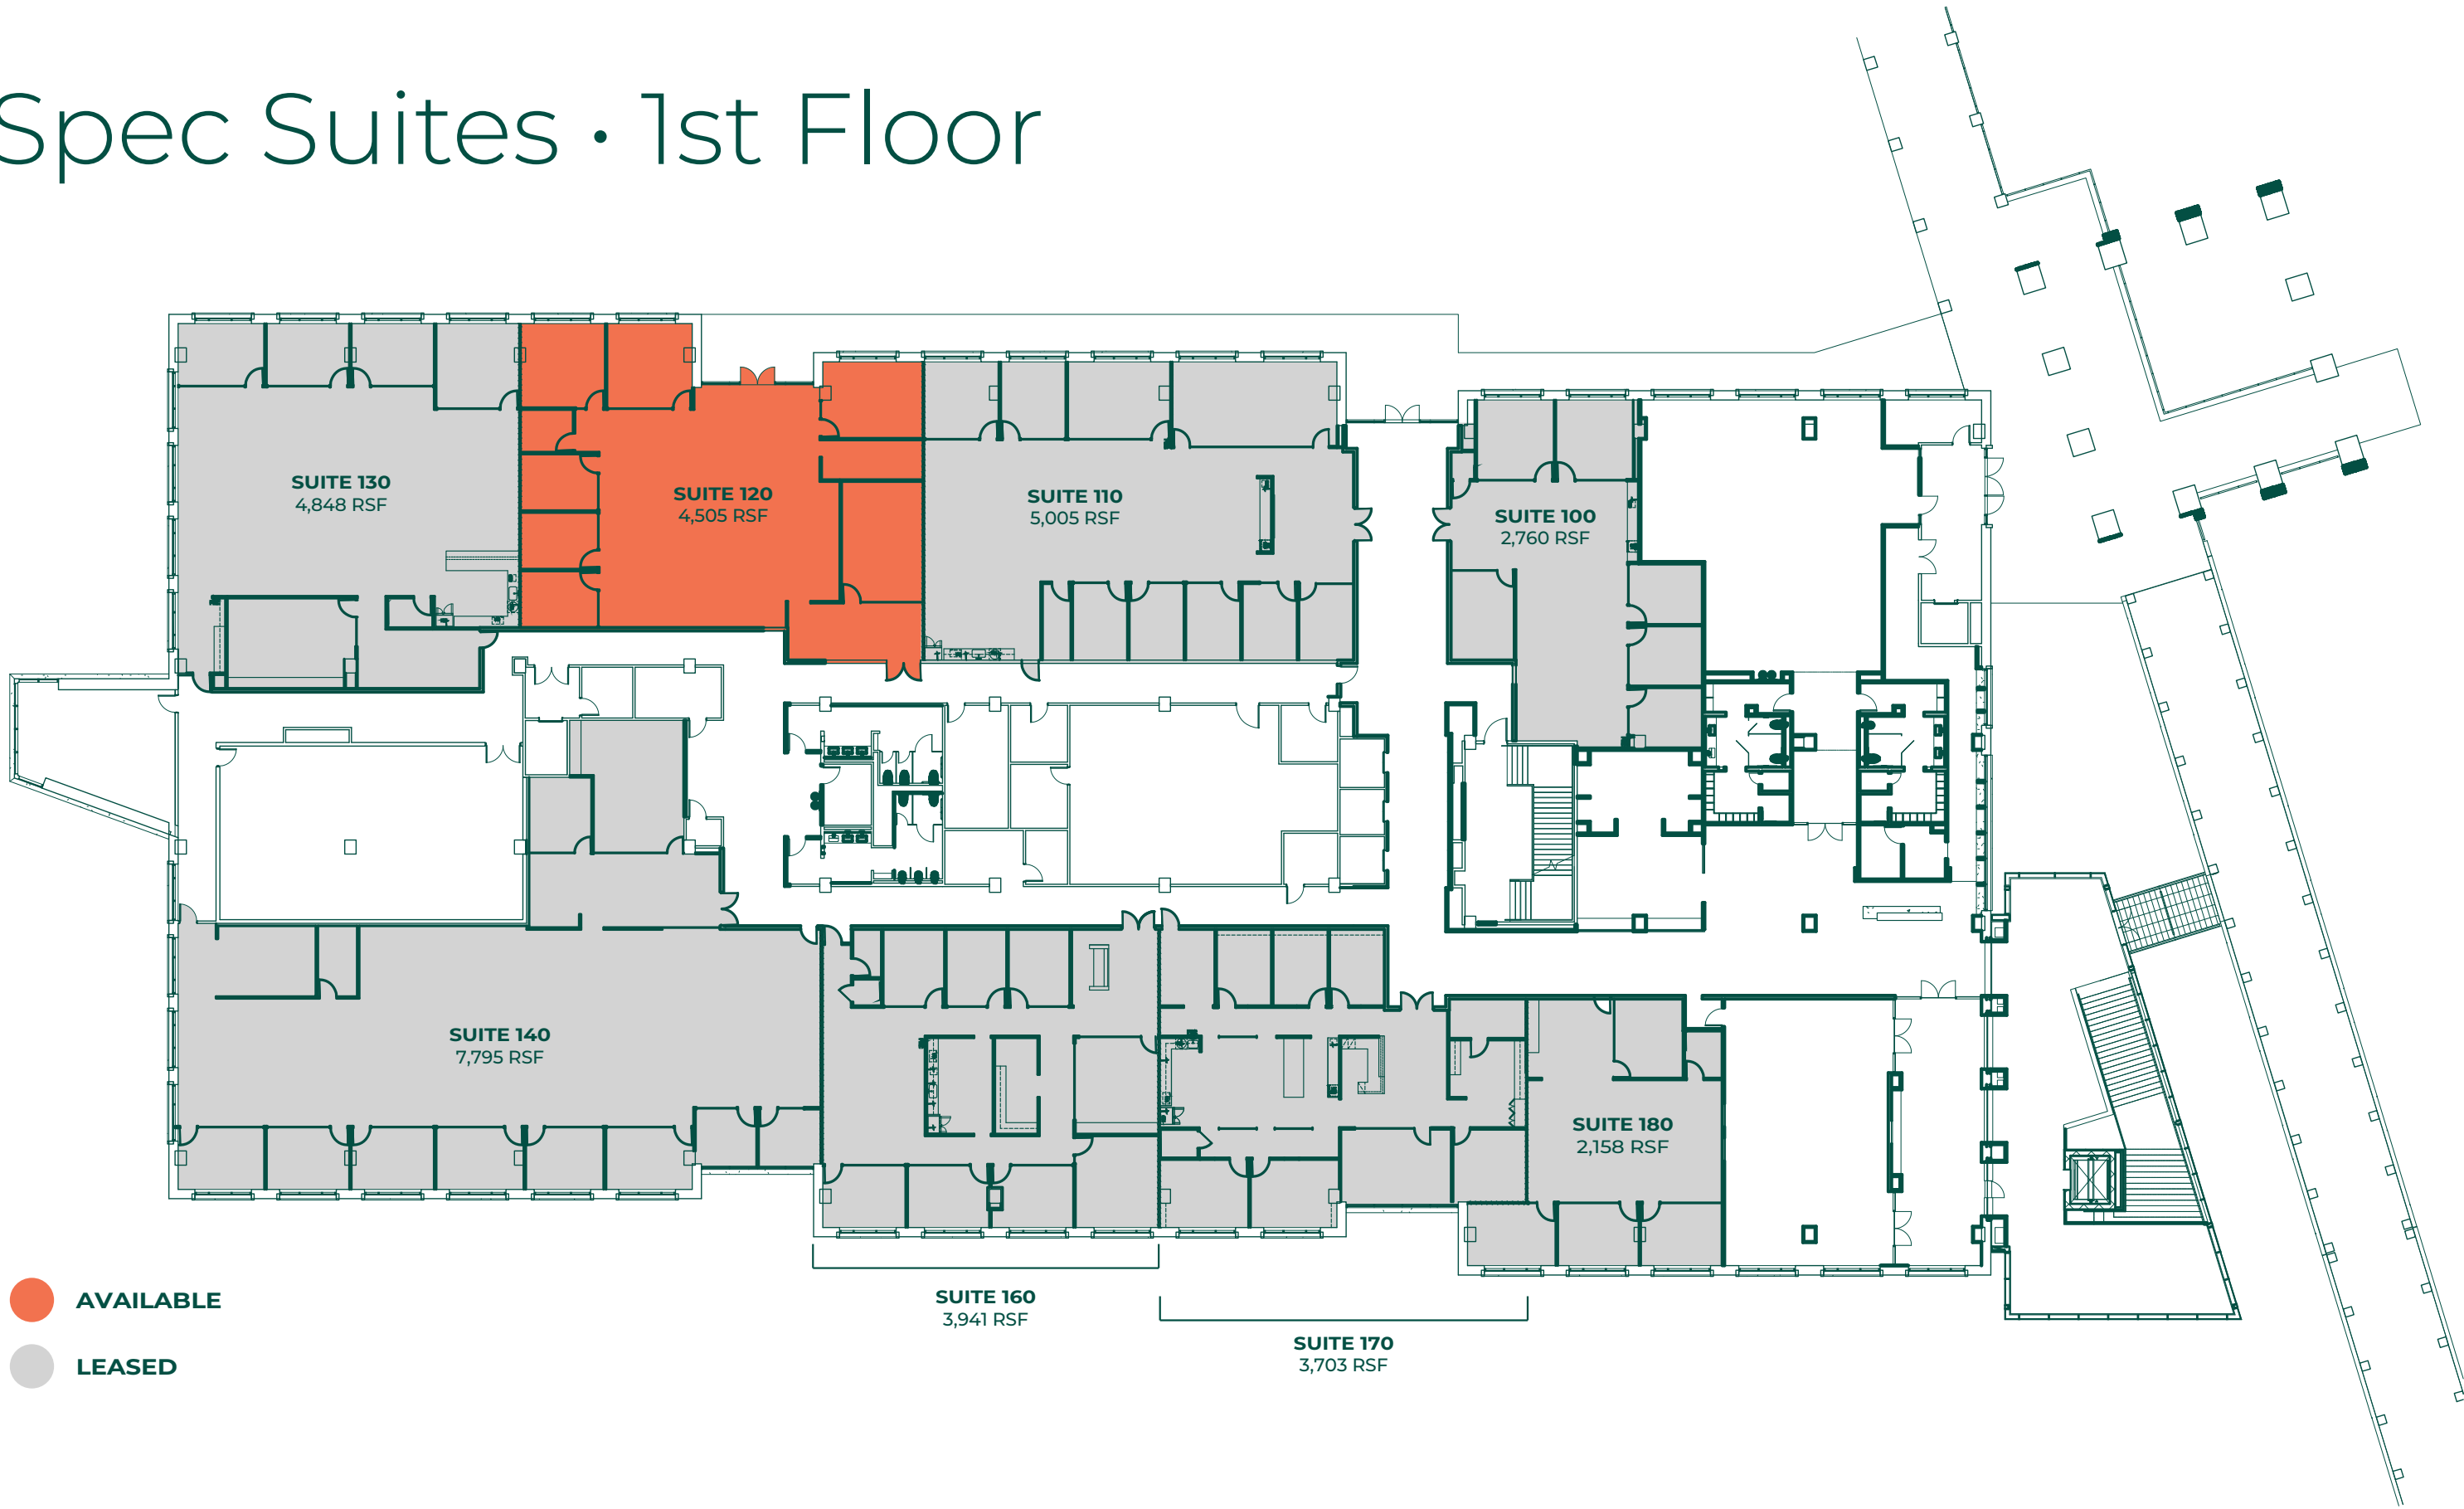 Spec Suites • 1st Floor
SUITE 130
4,848 RSF
SUITE 120
4,505 RSF
SUITE 110
5,005 RSF
SUITE 100
2,760 RSF
SUITE 140
7,795 RSF
SUITE 180
2,158 RSF
SUITE 160
3,941 RSF
SUITE 170
3,703 RSF
AVAILABLE
LEASED